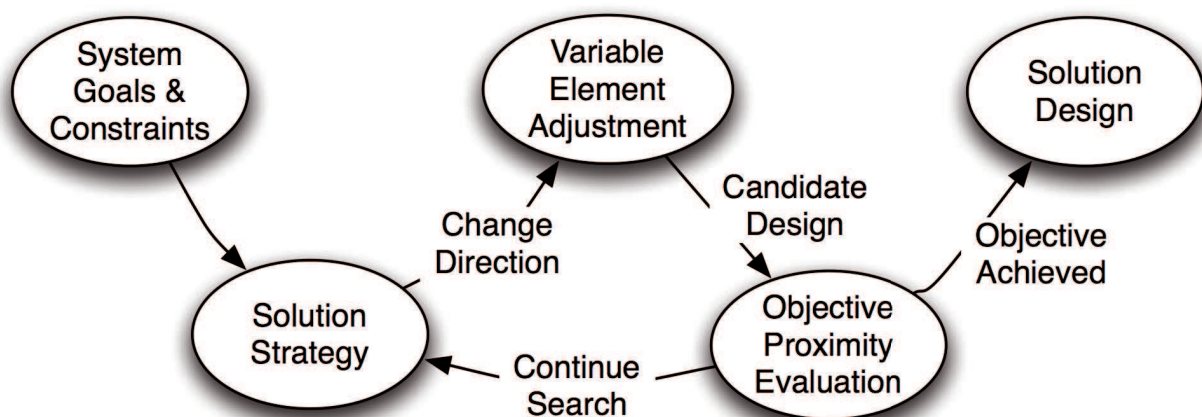 System
Goals &
Constraints
Variable
Element
Adjustment
Solution
Design
Change
Direction
Candidate
Design
Objective
Achieved
Solution
Strategy
Continue
Search
Objective
Proximity
Evaluation